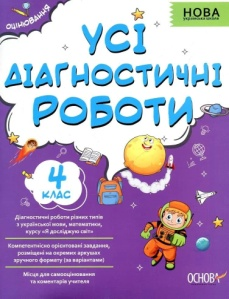 оцінювання
НОВА
українська школа
УСІ
ДІАГНОСТИЧНІ
РОБОТИ
4
КЛАС
Діагностичні роботи різних типів
з української мови, математики,
курсу «Я досліджую світ»
Компетентнісно орієнтовані завдання,
розміщені на окремих аркушах
зручного формату (за варіантами)
Місце для самооцінювання
та коментарів учителя
ОСНОВА